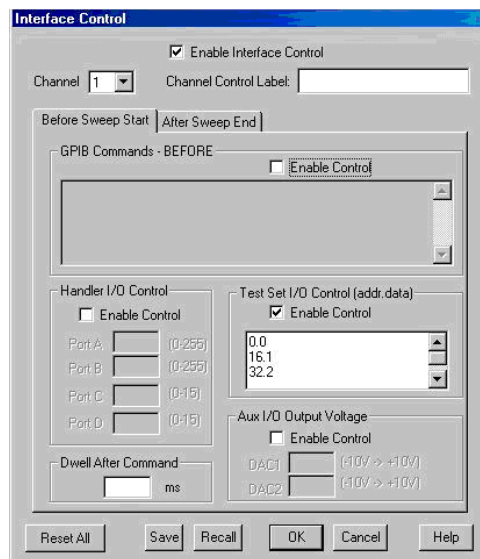 Interface Control
Enable Interface Control
Channel 1 Channel Control Label:
Before Sweep Start After Sweep End
GPIB Commands - BEFORE
Enable Control
Handler I/O Control
Enable Control
Port A (0-255)
Port B (0-255)
Port C (0-15)
Port D (0-15)
Test Set I/O Control (addr.data)
Enable Control
0.0
16.1
32.2
Aux I/O Output Voltage
Enable Control
DAC1 (-10V -> +10V)
DAC2 (-10V -> +10V)
Dwell After Command
ms
Reset All Save Recall OK Cancel Help